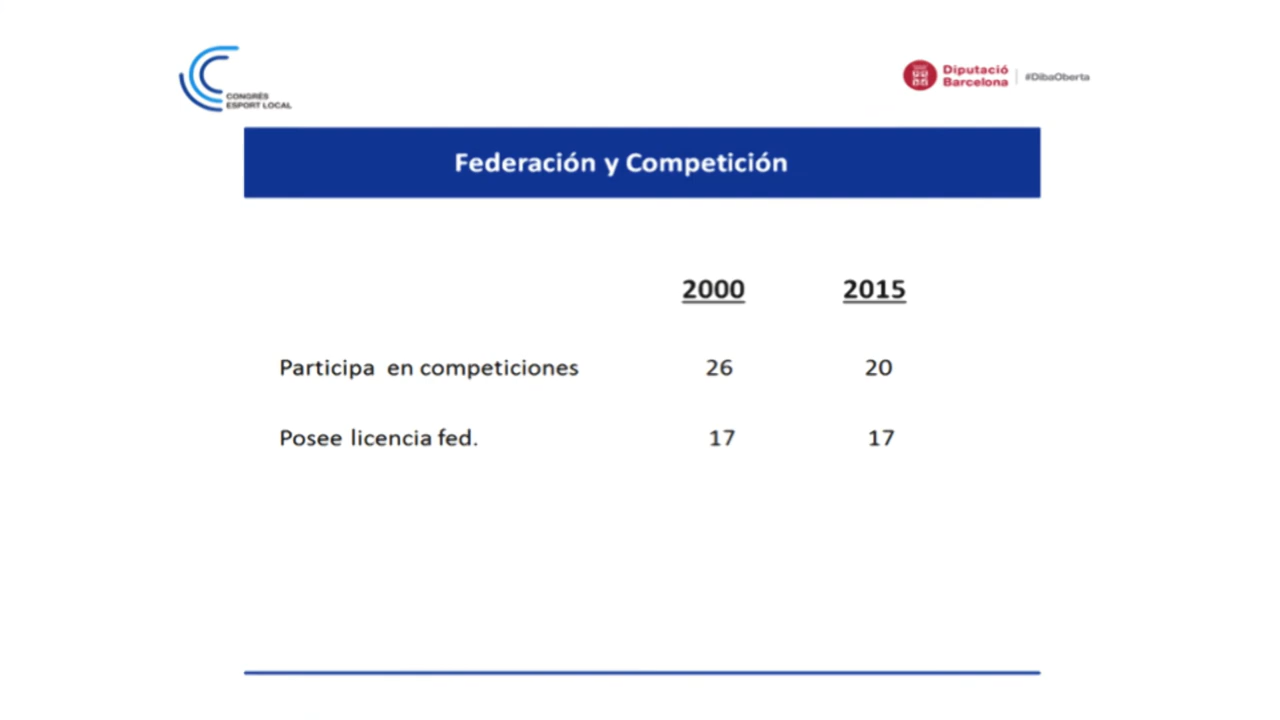 CONGRÉS
ESPORT LOCAL
Diputació
Barcelona
#DibaOberta
Federación y Competición
2000 2015
Participa en competiciones 26 20
Posee licencia fed. 17 17